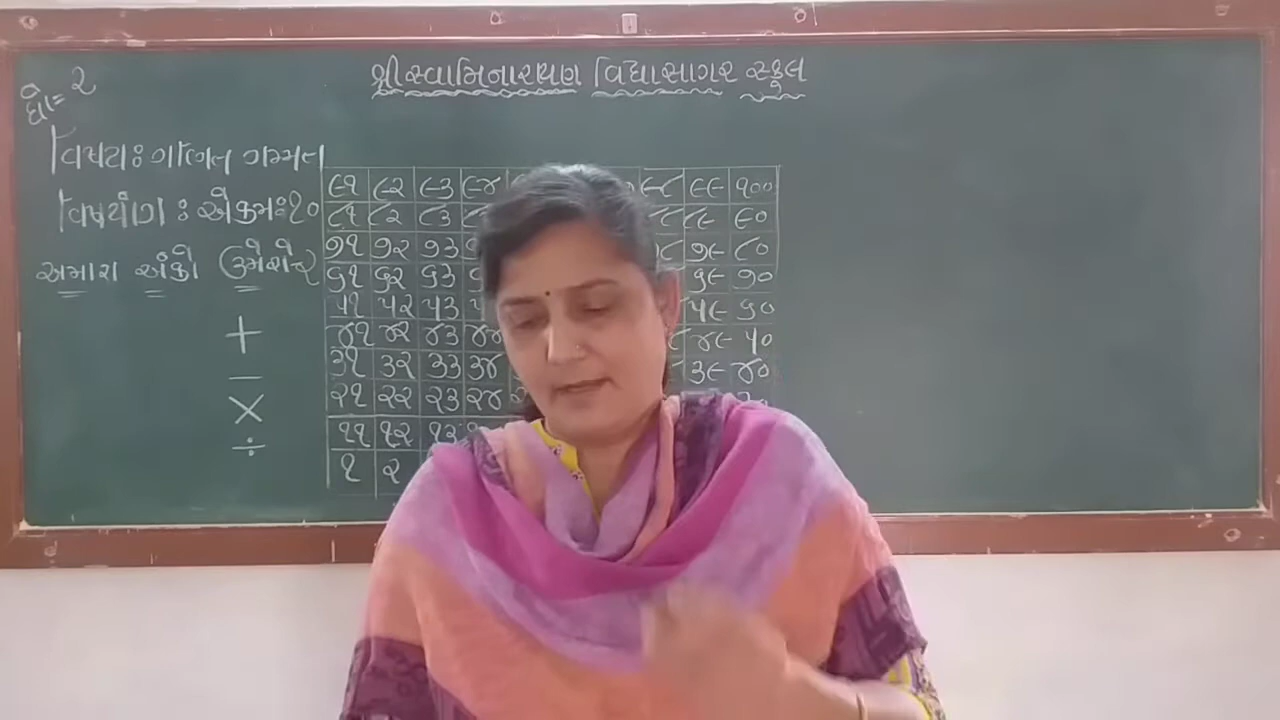 શ્રી સ્વામિનારાયણ વિદ્યાસાગર સ્કુલ
ધો= ૨
વિષય: ગણિત ગમ્મત
વિષયાંગ : એકમ: ૧૦
અમારા અંકો ઉમેરો
+
−
×
÷
૯૧ ૯૨ ૯૩ ૯૪ ૯૮ ૯૯ ૧૦૦
૮૧ ૮૨ ૮૩ ૮૯ ૯૦
૭૧ ૭૨ ૭૩ ૭૯ ૮૦
૬૧ ૬૨ ૬૩ ૬૯ ૭૦
૫૧ ૫૨ ૫૩ ૫૯ ૬૦
૪૧ ૪૨ ૪૩ ૪૪ ૪૯ ૫૦
૩૧ ૩૨ ૩૩ ૩૪ ૩૯ ૪૦
૨૧ ૨૨ ૨૩ ૨૪
૧૧ ૧૨ ૧૩
૧ ૨